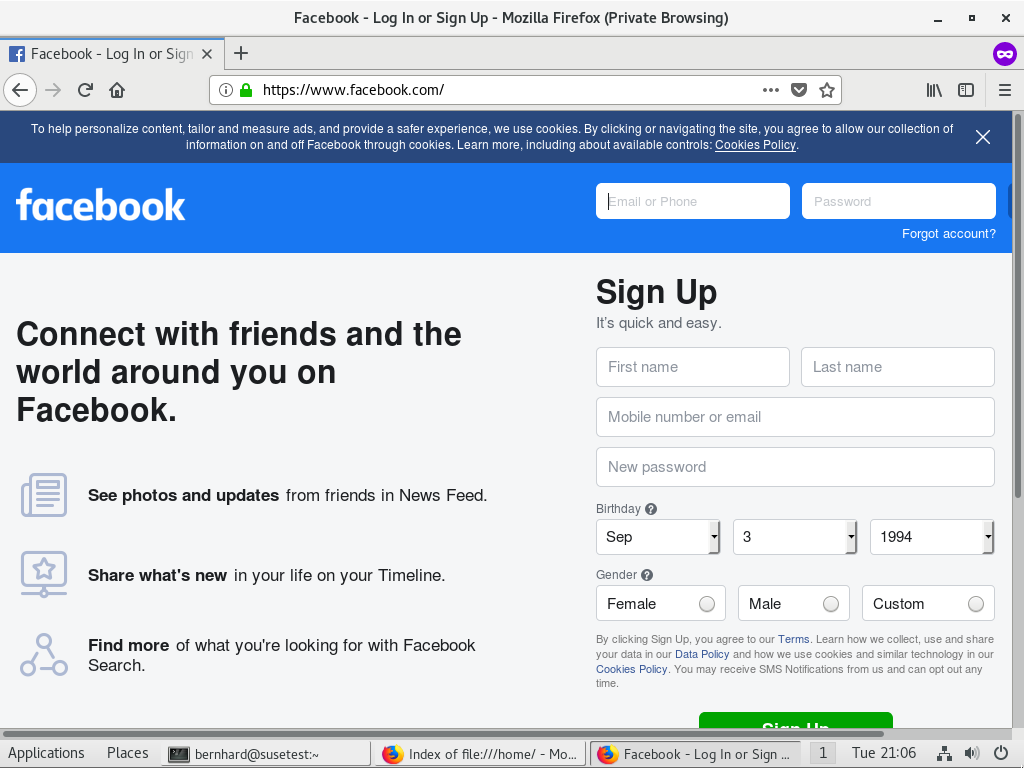 Facebook - Log In or Sign Up - Mozilla Firefox (Private Browsing)
Facebook - Log In or Sign
https://www.facebook.com/
To help personalize content, tailor and measure ads, and provide a safer experience, we use cookies. By clicking or navigating the site, you agree to allow our collection of
information on and off Facebook through cookies. Learn more, including about available controls: Cookies Policy.
facebook
Email or Phone
Password
Forgot account?
Connect with friends and the
world around you on
Facebook.
See photos and updates from friends in News Feed.
Share what's new in your life on your Timeline.
Find more of what you're looking for with Facebook
Search.
Sign Up
It's quick and easy.
First name
Last name
Mobile number or email
New password
Birthday
Sep
3
1994
Gender
Female
Male
Custom
By clicking Sign Up, you agree to our Terms. Learn how we collect, use and share
your data in our Data Policy and how we use cookies and similar technology in our
Cookies Policy. You may receive SMS Notifications from us and can opt out any
time.
Sign Up
Applications
Places
bernhard@susetest:~
Index of file:///home/ - Mo...
Facebook - Log In or Sign ...
1
Tue 21:06